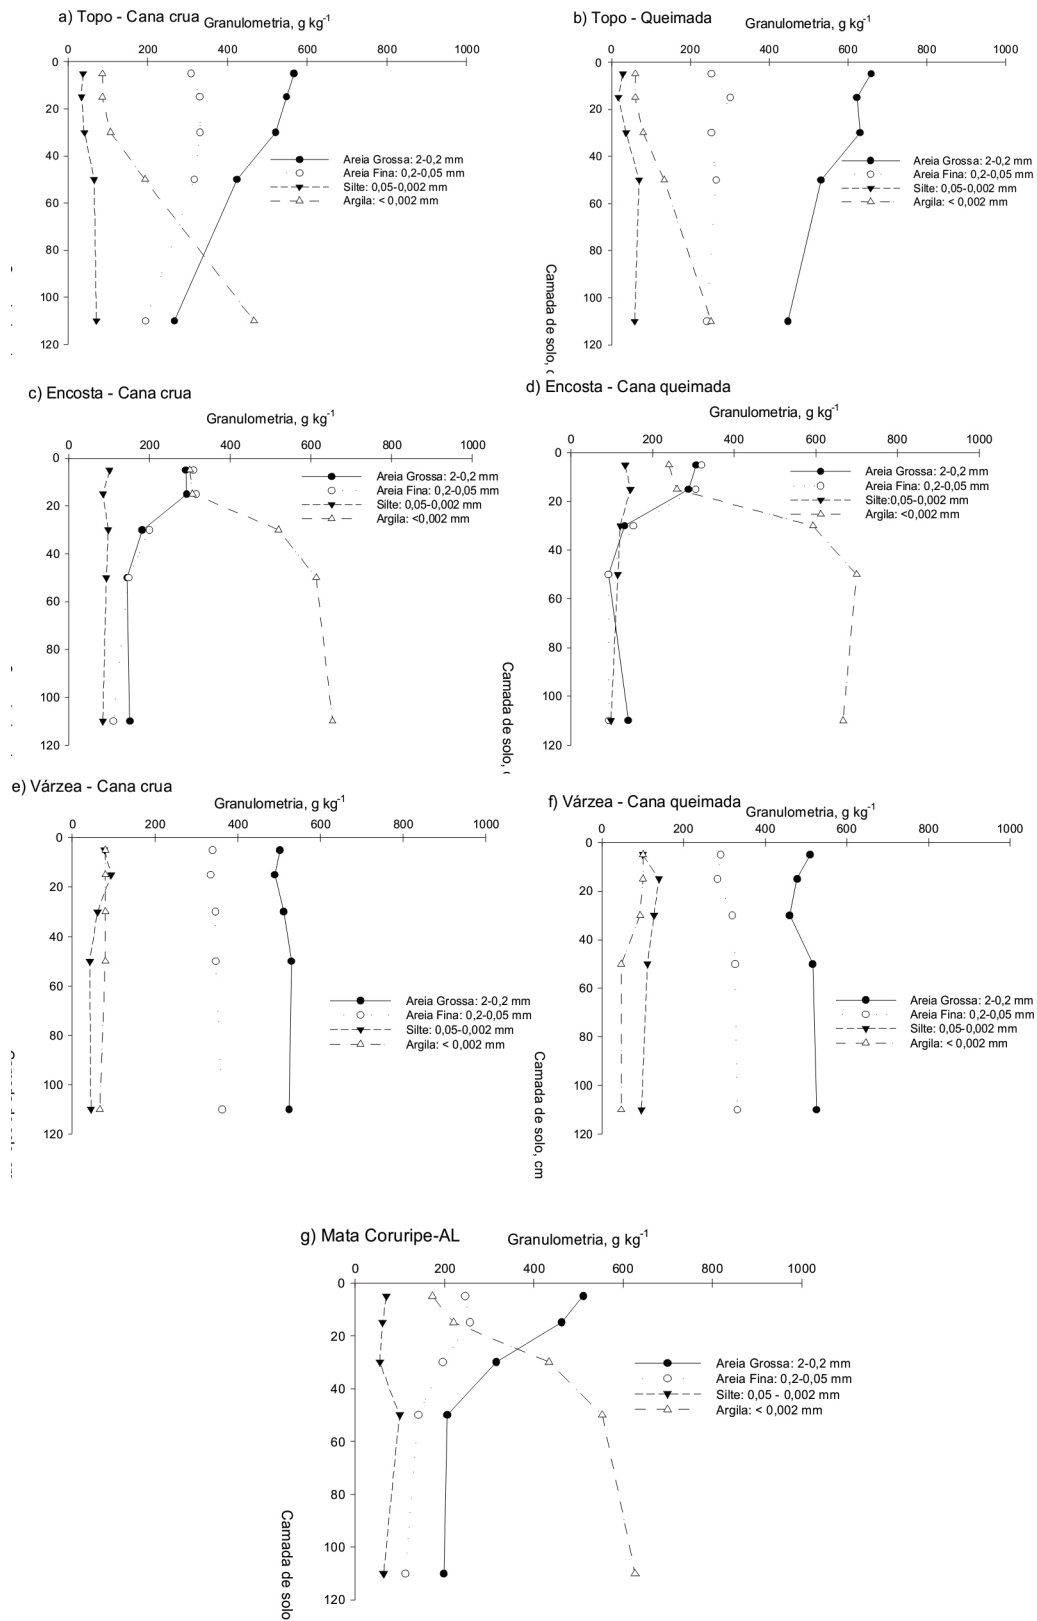 a) Topo - Cana crua
Granulometria, g kg-1
0 200 400 600 800 1000
0
20
40
60
80
100
120
Areia Grossa: 2-0,2 mm
Areia Fina: 0,2-0,05 mm
Silte: 0,05-0,002 mm
Argila: < 0,002 mm
b) Topo - Queimada
Granulometria, g kg-1
0 200 400 600 800 1000
0
20
40
60
80
100
120
Areia Grossa: 2-0,2 mm
Areia Fina: 0,2-0,05 mm
Silte: 0,05-0,002 mm
Argila: < 0,002 mm
Camada de solo,
c) Encosta - Cana crua
Granulometria, g kg-1
0 200 400 600 800 1000
0
20
40
60
80
100
120
Areia Grossa: 2-0,2 mm
Areia Fina: 0,2-0,05 mm
Silte: 0,05-0,002 mm
Argila: <0,002 mm
d) Encosta - Cana queimada
Granulometria, g kg-1
0 200 400 600 800 1000
0
20
40
60
80
100
120
Areia Grossa: 2-0,2 mm
Areia Fina: 0,2-0,05 mm
Silte:0,05-0,002 mm
Argila: <0,002 mm
Camada de solo,
e) Várzea - Cana crua
Granulometria, g kg-1
0 200 400 600 800 1000
0
20
40
60
80
100
120
Areia Grossa: 2-0,2 mm
Areia Fina: 0,2-0,05 mm
Silte: 0,05-0,002 mm
Argila: < 0,002 mm
f) Várzea - Cana queimada
Granulometria, g kg-1
0 200 400 600 800 1000
0
20
40
60
80
100
120
Areia Grossa: 2-0,2 mm
Areia Fina: 0,2-0,05 mm
Silte: 0,05-0,002 mm
Argila: < 0,002 mm
Camada de solo, cm
g) Mata Coruripe-AL
Granulometria, g kg-1
0 200 400 600 800 1000
0
20
40
60
80
100
120
Areia Grossa: 2-0,2 mm
Areia Fina: 0,2-0,05 mm
Silte: 0,05 - 0,002 mm
Argila: < 0,002 mm
Camada de solo